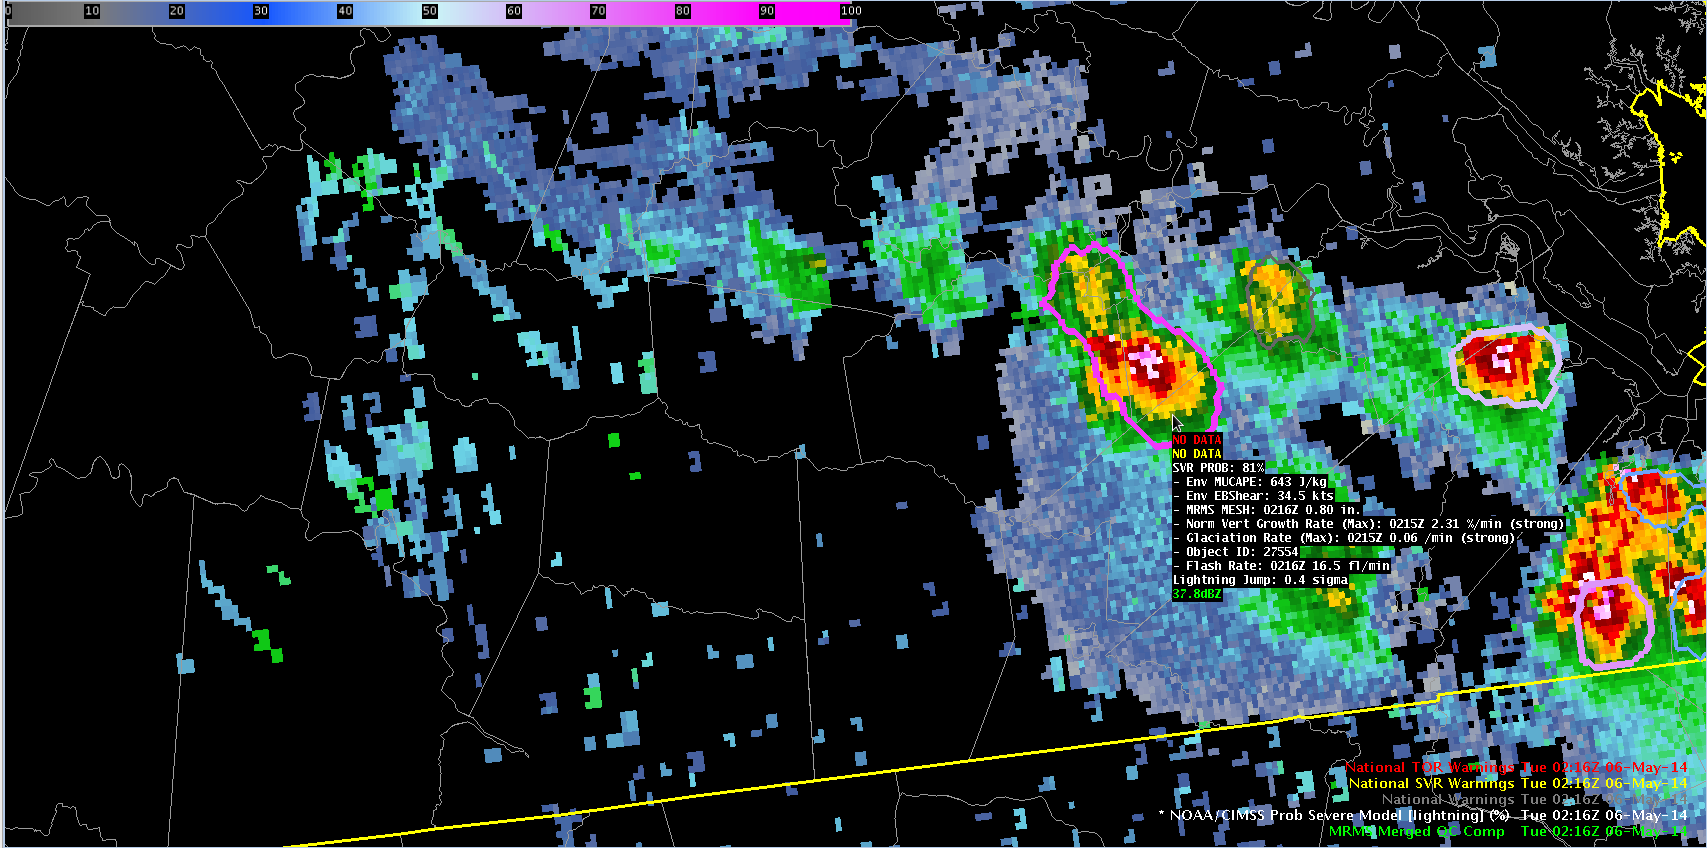 0 10 20 30 40 50 60 70 80 90 100
NO DATA
NO DATA
SVR PROB: 81%
- Env MUCAPE: 643 J/kg
- Env EBShear: 34.5 kts
- MRMS MESH: 0216Z 0.80 in.
- Norm Vert Growth Rate (Max): 0215Z 2.31 %/min (strong)
- Glaciation Rate (Max): 0215Z 0.06 /min (strong)
- Object ID: 27554
- Flash Rate: 0216Z 16.5 fl/min
Lightning Jump: 0.4 sigma
37.8dBZ
National TOR Warnings Tue 02:16Z 06-May-14
National SVR Warnings Tue 02:16Z 06-May-14
National Warnings Tue 02:16Z 06-May-14
* NOAA/CIMSS Prob Severe Model [lightning] (%) Tue 02:16Z 06-May-14
MRMS Merged QC Comp Tue 02:16Z 06-May-14